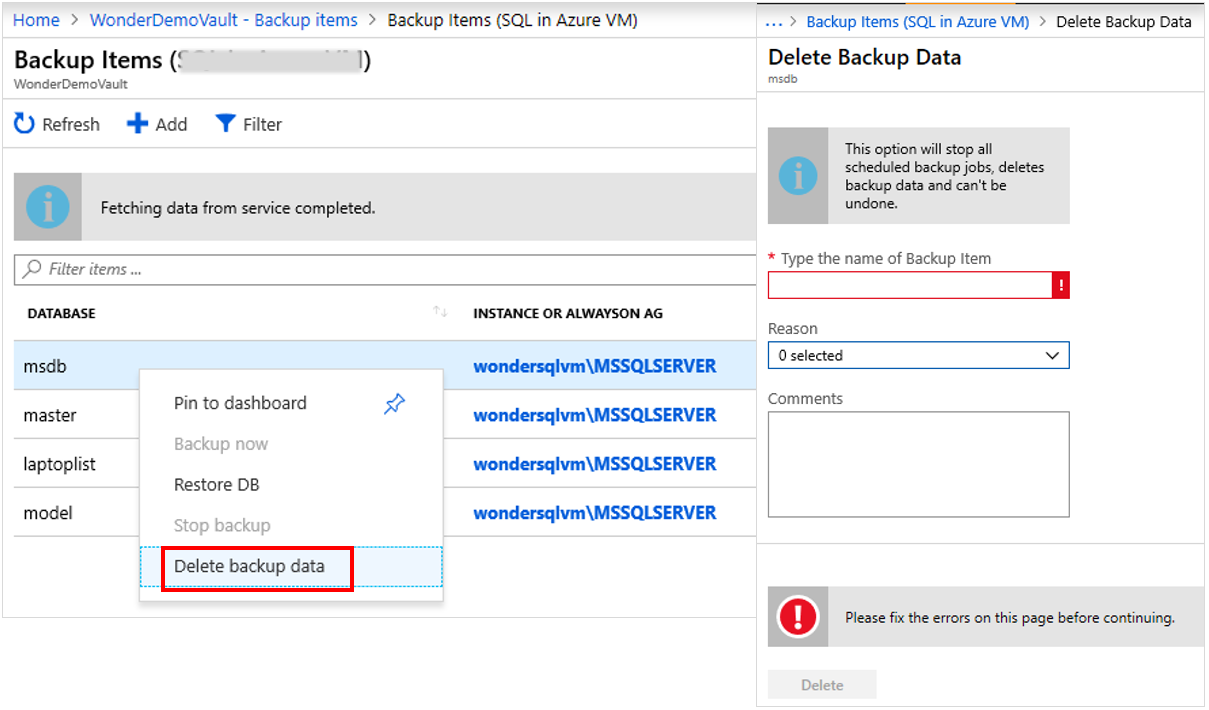 Home > WonderDemoVault - Backup items > Backup Items (SQL in Azure VM)
Backup Items (
)
WonderDemoVault
Refresh Add Filter
Fetching data from service completed.
Filter items ...
DATABASE INSTANCE OR ALWAYSON AG
msdb wondersqlvm\MSSQLSERVER
master wondersqlvm\MSSQLSERVER
laptoplist wondersqlvm\MSSQLSERVER
model wondersqlvm\MSSQLSERVER
Pin to dashboard
Backup now
Restore DB
Stop backup
Delete backup data
... > Backup Items (SQL in Azure VM) > Delete Backup Data
Delete Backup Data
msdb
This option will stop all
scheduled backup jobs, deletes
backup data and can't be
undone.
* Type the name of Backup Item
!
Reason
0 selected
Comments
Please fix the errors on this page before continuing.
Delete